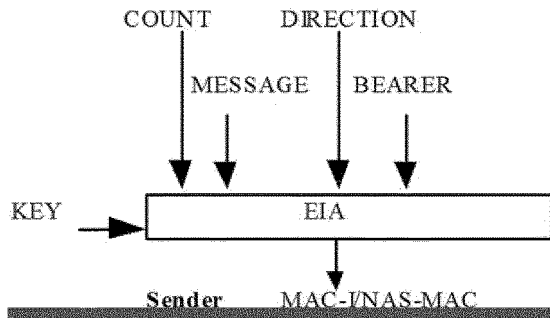 COUNT DIRECTION
MESSAGE BEARER
KEY EIA
Sender MAC-I/NAS-MAC